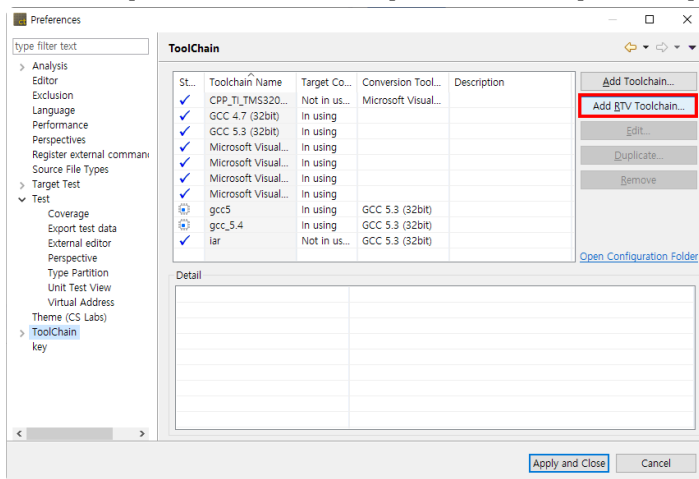 ct Preferences
type filter text
Analysis
Editor
Exclusion
Language
Performance
Perspectives
Register external comman
Source File Types
Target Test
Test
Coverage
Export test data
External editor
Perspective
Type Partition
Unit Test View
Virtual Address
Theme (CS Labs)
ToolChain
key
ToolChain
St... Toolchain Name Target Co... Conversion Tool... Description
CPP_TI_TMS320... Not in us... Microsoft Visual...
GCC 4.7 (32bit) In using
GCC 5.3 (32bit) In using
Microsoft Visual... In using
Microsoft Visual... In using
Microsoft Visual... In using
Microsoft Visual... In using
gcc5 In using GCC 5.3 (32bit)
gcc_5.4 In using GCC 5.3 (32bit)
iar Not in us... GCC 5.3 (32bit)
Add Toolchain...
Add RTV Toolchain...
Edit...
Duplicate...
Remove
Open Configuration Folder
Detail
Apply and Close
Cancel